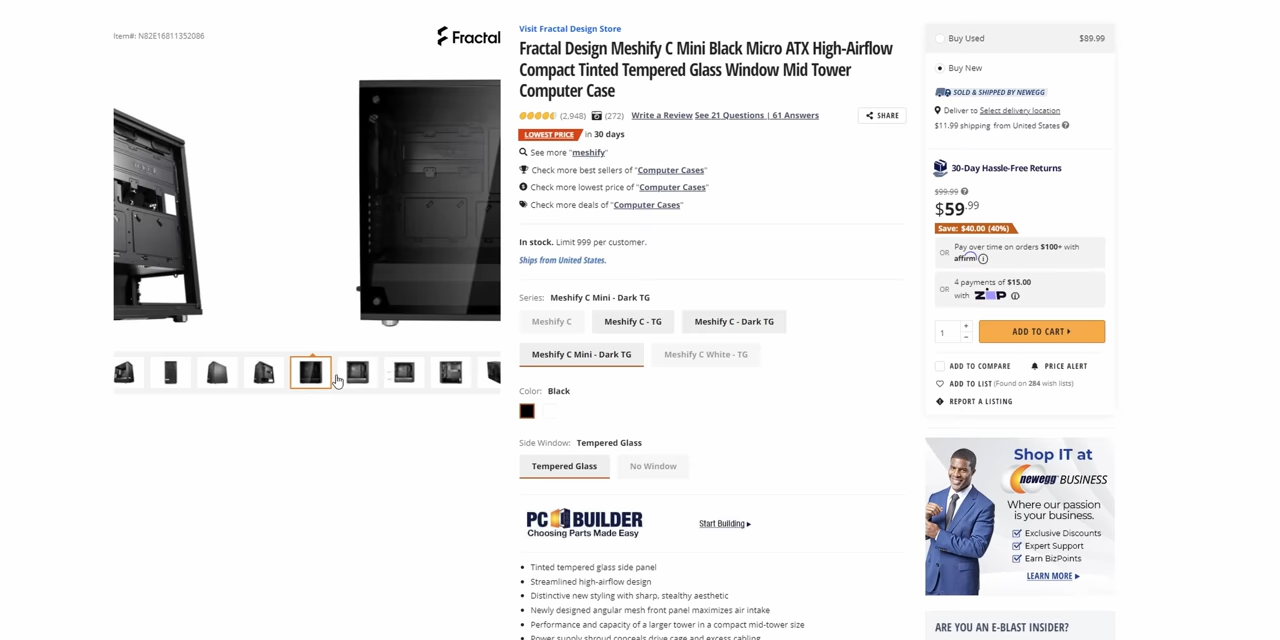 Item#: N82E16811352086
Fractal
Visit Fractal Design Store
Fractal Design Meshify C Mini Black Micro ATX High-Airflow
Compact Tinted Tempered Glass Window Mid Tower
Computer Case
(2,948) (272) Write a Review See 21 Questions | 61 Answers
SHARE
LOWEST PRICE in 30 days
See more "meshify"
Check more best sellers of "Computer Cases"
Check more lowest price of "Computer Cases"
Check more deals of "Computer Cases"
In stock. Limit 999 per customer.
Ships from United States.
Series: Meshify C Mini - Dark TG
Meshify C Meshify C - TG Meshify C - Dark TG
Meshify C Mini - Dark TG Meshify C White - TG
Color: Black
Side Window: Tempered Glass
Tempered Glass No Window
PC BUILDER
Choosing Parts Made Easy
Start Building
Tinted tempered glass side panel
Streamlined high-airflow design
Distinctive new styling with sharp, stealthy aesthetic
Newly designed angular mesh front panel maximizes air intake
Performance and capacity of a larger tower in a compact mid-tower size
Power supply shroud conceals drive cage and excess cabling
Buy Used $89.99
Buy New
SOLD & SHIPPED BY NEWEGG
Deliver to Select delivery location
$11.99 shipping from United States
30-Day Hassle-Free Returns
$99.99
$59.99
Save: $40.00 (40%)
OR Pay over time on orders $100+ with
affirm
OR 4 payments of $15.00
with ZIP
1 ADD TO CART
ADD TO COMPARE PRICE ALERT
ADD TO LIST (Found on 284 wish lists)
REPORT A LISTING
Shop IT at
newegg BUSINESS
Where our passion
is your business.
Exclusive Discounts
Expert Support
Earn BizPoints
LEARN MORE
ARE YOU AN E-BLAST INSIDER?